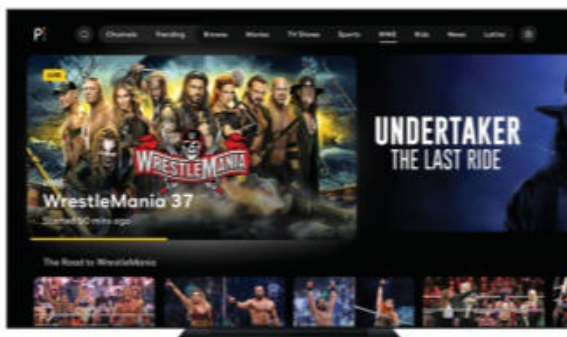 P
Channels Trending Browse Movies TV Shows Sports WWE Kids News Latino
LIVE
WRESTLEMANIA
WrestleMania 37
Started 50 mins ago
UNDERTAKER
THE LAST RIDE
The Road to WrestleMania